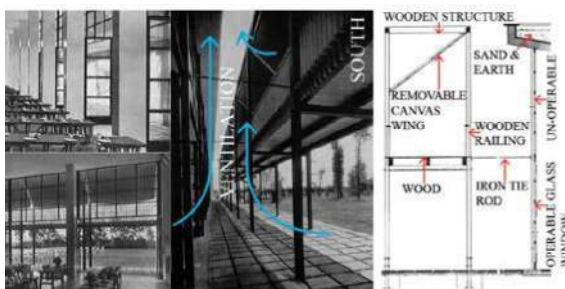 VENTILATION
SOUTH
WOODEN STRUCTURE
SAND &
EARTH
REMOVABLE
CANVAS
WING
WOODEN
RAILING
WOOD
IRON TIE
ROD
UN-OPERABLE
OPERABLE GLASS
WINDOW